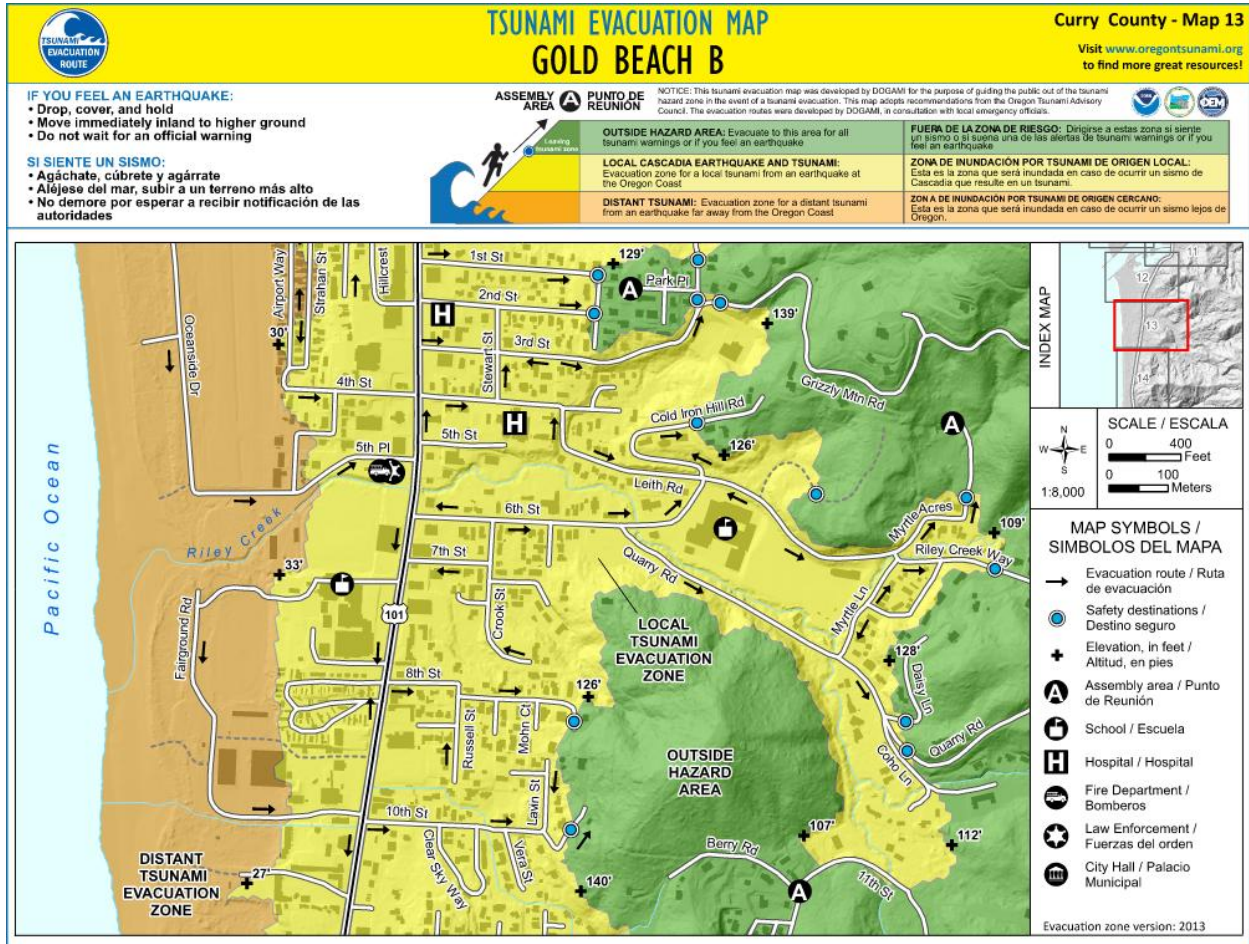 TSUNAMI
EVACUATION
ROUTE
TSUNAMI EVACUATION MAP
GOLD BEACH B
Curry County - Map 13
Visit www.oregontsunami.org
to find more great resources!
IF YOU FEEL AN EARTHQUAKE:
• Drop, cover, and hold
• Move immediately inland to higher ground
• Do not wait for an official warning
SI SIENTE UN SISMO:
• Agáchate, cúbrete y agárrate
• Aléjese del mar, subir a un terreno más alto
• No demore por esperar a recibir notificación de las
autoridades
ASSEMBLY AREA A PUNTO DE REUNIÓN
NOTICE: This tsunami evacuation map was developed by DOGAMI for the purpose of guiding the public out of the tsunami
hazard zone in the event of a tsunami evacuation. This map adopts recommendations from the Oregon Tsunami Advisory
Council. The evacuation routes were developed by DOGAMI, in consultation with local emergency officials.
OEM
Leaving
tsunami zone
OUTSIDE HAZARD AREA: Evacuate to this area for all
tsunami warnings or if you feel an earthquake
FUERA DE LA ZONA DE RIESGO: Dirigirse a estas zona si siente
un sismo o si suena una de las alertas de tsunami warnings or if you
feel an earthquake
LOCAL CASCADIA EARTHQUAKE AND TSUNAMI:
Evacuation zone for a local tsunami from an earthquake at
the Oregon Coast
ZONA DE INUNDACIÓN POR TSUNAMI DE ORIGEN LOCAL:
Esta es la zona que será inundada en caso de ocurrir un sismo de
Cascadia que resulte en un tsunami.
DISTANT TSUNAMI: Evacuation zone for a distant tsunami
from an earthquake far away from the Oregon Coast
ZON A DE INUNDACIÓN POR TSUNAMI DE ORIGEN CERCANO:
Esta es la zona que será inundada en caso de ocurrir un sismo lejos de
Oregon.
Pacific Ocean
Oceanside Dr
Airport Way
Strahan St
Hillcrest
1st St
129'
A
Park Pl
2nd St
H
30'
Stewart St
3rd St
139'
4th St
Grizzly Mtn Rd
Cold Iron Hill Rd
A
H
5th St
126'
5th Pl
Leith Rd
Riley Creek
6th St
Myrtle Acres
109'
Riley Creek Way
33'
7th St
Quarry Rd
Crook St
Myrtle Ln
101
LOCAL
TSUNAMI
EVACUATION
ZONE
Fairground Rd
128'
Daisy Ln
8th St
126'
Russell St
Mohn Ct
Quarry Rd
Coho Ln
OUTSIDE
HAZARD
AREA
Lavin St
10th St
Clear Sky Way
Vera St
107'
112'
Berry Rd
DISTANT
TSUNAMI
EVACUATION
ZONE
27'
140'
A
11th St
INDEX MAP
11
12
13
14
N
W E
S
1:8,000
SCALE / ESCALA
0 400
Feet
0 100
Meters
MAP SYMBOLS /
SIMBOLOS DEL MAPA
Evacuation route / Ruta
de evacuación
Safety destinations /
Destino seguro
Elevation, in feet /
Altitud, en pies
A Assembly area / Punto
de Reunión
School / Escuela
H Hospital / Hospital
Fire Department /
Bomberos
Law Enforcement /
Fuerzas del orden
City Hall / Palacio
Municipal
Evacuation zone version: 2013